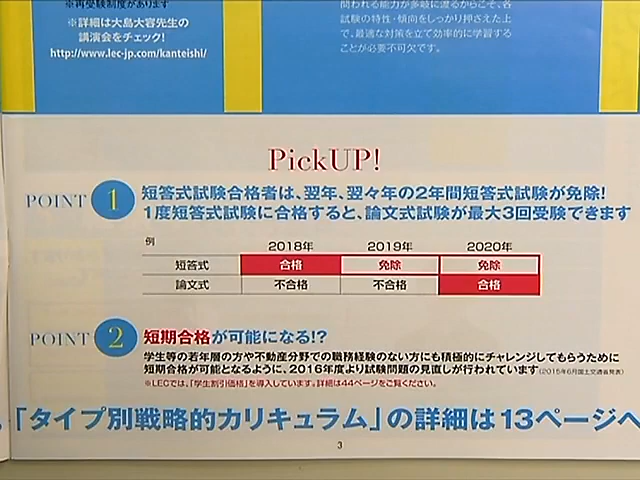 ※再受験制度があります
※詳細は大島大容先生の
講演会をチェック!
http://www.lec-jp.com/kanteishi/
問われる能力が多岐に渡るからこそ、各
試験の特性・傾向をしっかり押さえた上
で、最適な対策を立て効率的に学習する
ことが必要不可欠です。
PickUP!
POINT 1 短答式試験合格者は、翌年、翌々年の2年間短答式試験が免除!
1度短答式試験に合格すると、論文式試験が最大3回受験できます
例 2018年 2019年 2020年
短答式 合格 免除 免除
論文式 不合格 不合格 合格
POINT 2 短期合格が可能になる!?
学生等の若年層の方や不動産分野での職務経験のない方にも積極的にチャレンジしてもらうために
短期合格が可能となるように、2016年度より試験問題の見直しが行われています(2015年6月国土交通省発表)
※LECでは、「学生割引価格」を導入しています。詳細は44ページをご覧ください。
「タイプ別戦略的カリキュラム」の詳細は13ページへ
3